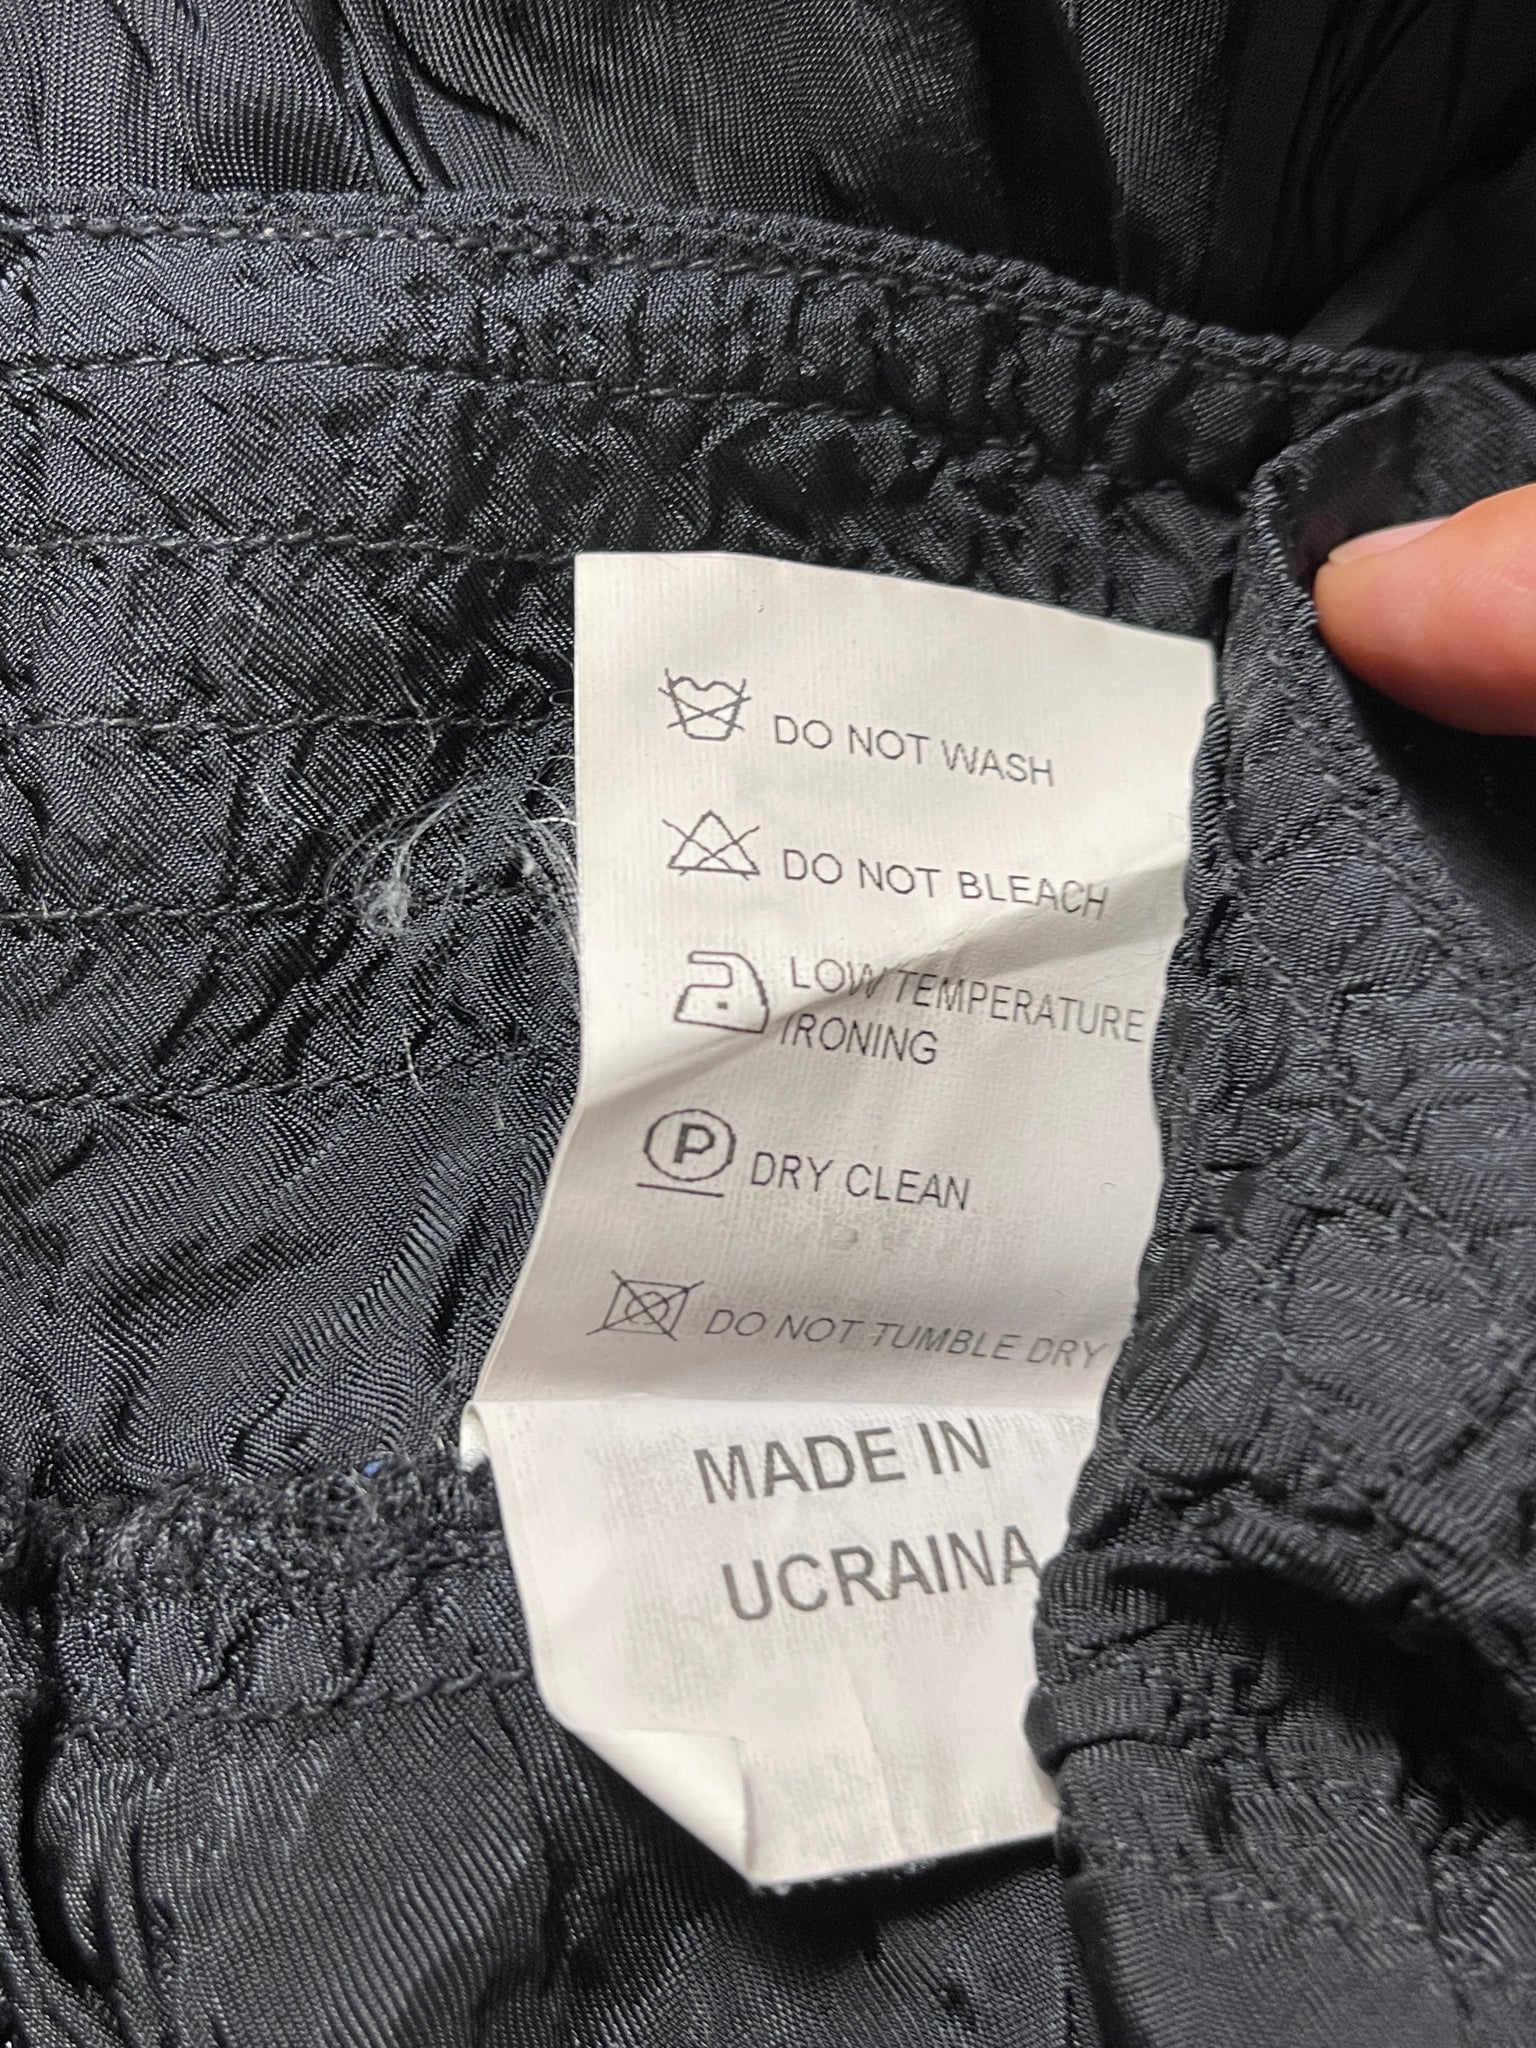 DO NOT WASH
DO NOT BLEACH
LOW TEMPERATURE
IRONING
P DRY CLEAN
DO NOT TUMBLE DRY
MADE IN
UCRAINA